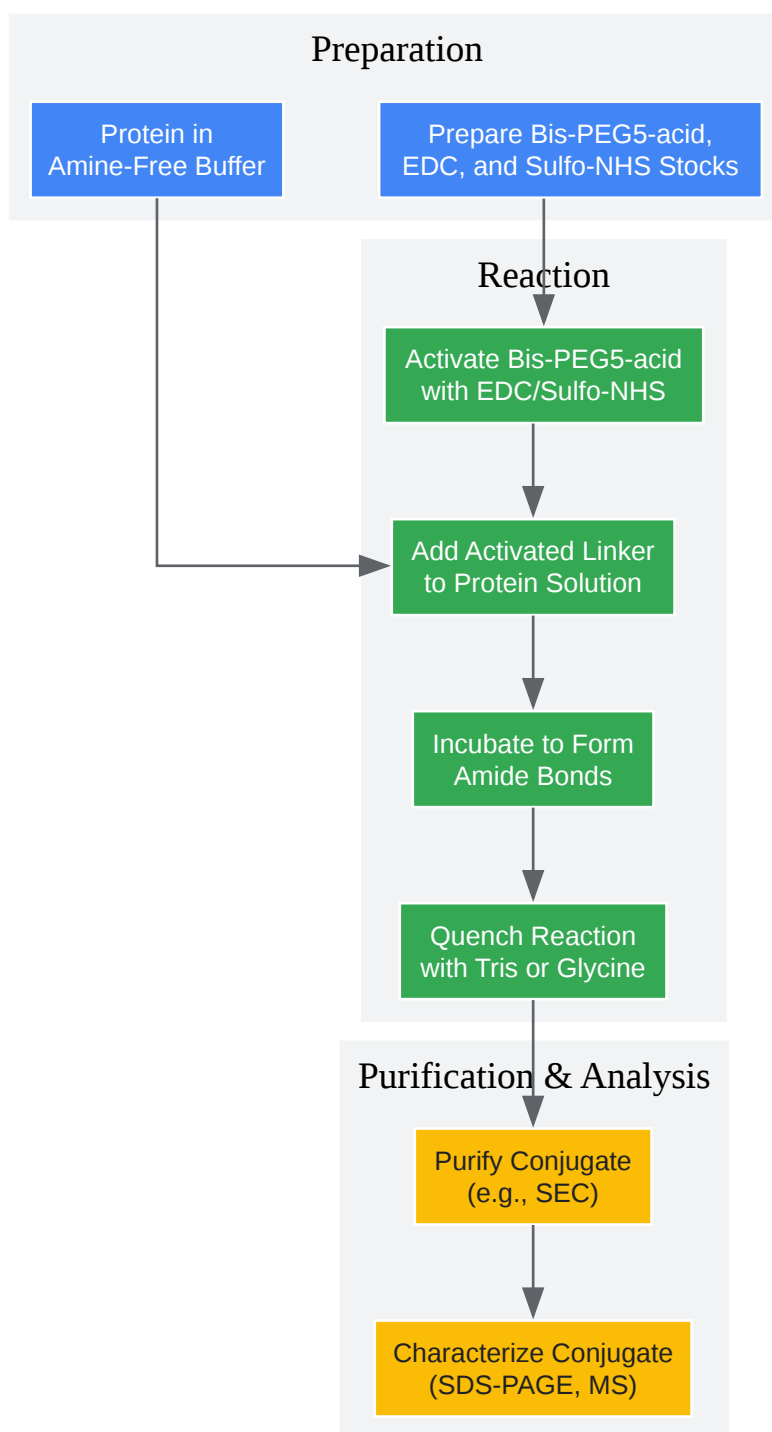 Preparation
Protein in
Amine-Free Buffer
Prepare Bis-PEG5-acid,
EDC, and Sulfo-NHS Stocks
Reaction
Activate Bis-PEG5-acid
with EDC/Sulfo-NHS
Add Activated Linker
to Protein Solution
Incubate to Form
Amide Bonds
Quench Reaction
with Tris or Glycine
Purification & Analysis
Purify Conjugate
(e.g., SEC)
Characterize Conjugate
(SDS-PAGE, MS)